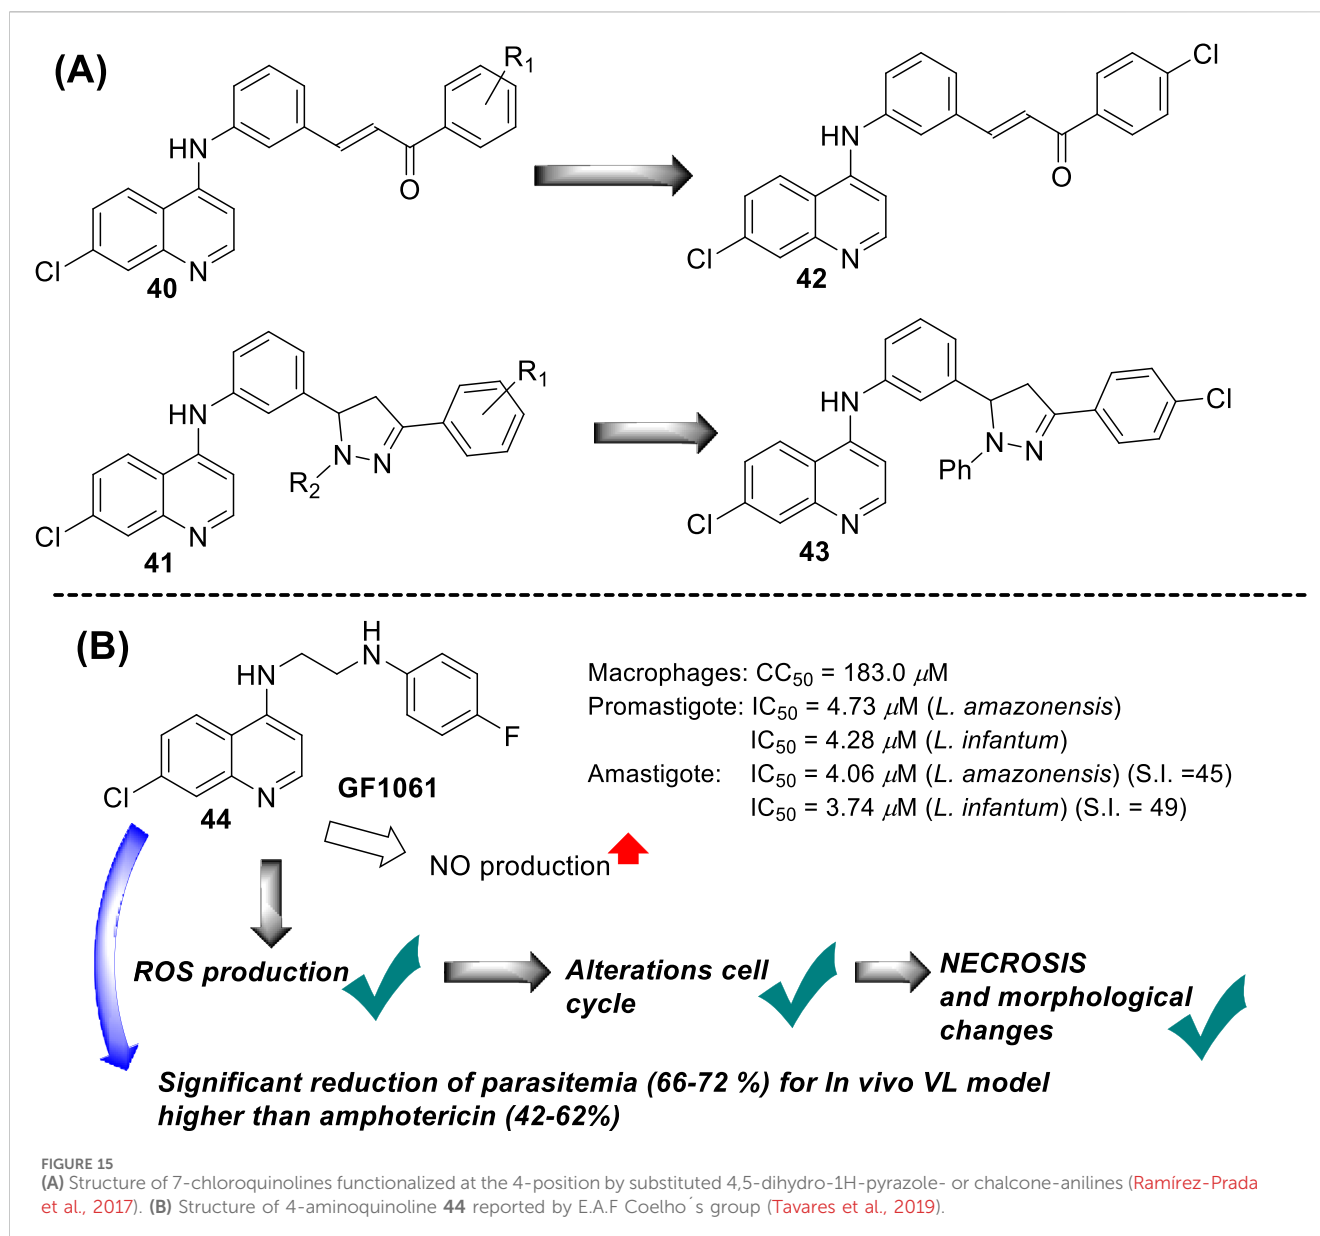 (A)
R1
HN
O
Cl
N
40
Cl
HN
O
Cl
N
42
R1
HN
N
N
R2
Cl
N
41
Cl
HN
N
N
Ph
Cl
N
43
(B)
H
N
HN
F
Cl
N
44
GF1061
Macrophages: CC50 = 183.0 µM
Promastigote: IC50 = 4.73 µM (L. amazonensis)
IC50 = 4.28 µM (L. infantum)
Amastigote: IC50 = 4.06 µM (L. amazonensis) (S.I. =45)
IC50 = 3.74 µM (L. infantum) (S.I. = 49)
NO production
ROS production
Alterations cell
cycle
NECROSIS
and morphological
changes
Significant reduction of parasitemia (66-72 %) for In vivo VL model
higher than amphotericin (42-62%)
FIGURE 15
(A) Structure of 7-chloroquinolines functionalized at the 4-position by substituted 4,5-dihydro-1H-pyrazole- or chalcone-anilines (Ramírez-Prada
et al., 2017). (B) Structure of 4-aminoquinoline 44 reported by E.A.F Coelho´s group (Tavares et al., 2019).